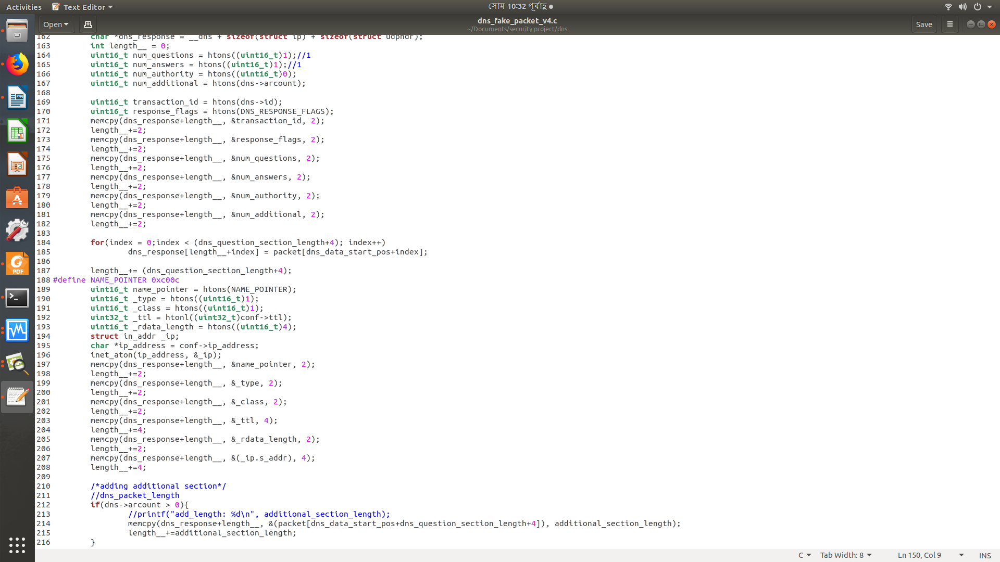 Activities Text Editor সোম 10:32 পূর্বাহ্ণ
Open dns_fake_packet_v4.c Save
~/Documents/security project/dns
162 char *dns_response = __dns + sizeof(struct ip) + sizeof(struct udphdr);
163 int length__ = 0;
164 uint16_t num_questions = htons((uint16_t)1);//1
165 uint16_t num_answers = htons((uint16_t)1);//1
166 uint16_t num_authority = htons((uint16_t)0);
167 uint16_t num_additional = htons(dns->arcount);
168
169 uint16_t transaction_id = htons(dns->id);
170 uint16_t response_flags = htons(DNS_RESPONSE_FLAGS);
171 memcpy(dns_response+length__, &transaction_id, 2);
172 length__+=2;
173 memcpy(dns_response+length__, &response_flags, 2);
174 length__+=2;
175 memcpy(dns_response+length__, &num_questions, 2);
176 length__+=2;
177 memcpy(dns_response+length__, &num_answers, 2);
178 length__+=2;
179 memcpy(dns_response+length__, &num_authority, 2);
180 length__+=2;
181 memcpy(dns_response+length__, &num_additional, 2);
182 length__+=2;
183
184 for(index = 0;index < (dns_question_section_length+4); index++)
185 dns_response[length__+index] = packet[dns_data_start_pos+index];
186
187 length__+= (dns_question_section_length+4);
188 #define NAME_POINTER 0xc00c
189 uint16_t name_pointer = htons(NAME_POINTER);
190 uint16_t _type = htons((uint16_t)1);
191 uint16_t _class = htons((uint16_t)1);
192 uint32_t _ttl = htonl((uint32_t)conf->ttl);
193 uint16_t _rdata_length = htons((uint16_t)4);
194 struct in_addr _ip;
195 char *ip_address = conf->ip_address;
196 inet_aton(ip_address, &_ip);
197 memcpy(dns_response+length__, &name_pointer, 2);
198 length__+=2;
199 memcpy(dns_response+length__, &_type, 2);
200 length__+=2;
201 memcpy(dns_response+length__, &_class, 2);
202 length__+=2;
203 memcpy(dns_response+length__, &_ttl, 4);
204 length__+=4;
205 memcpy(dns_response+length__, &_rdata_length, 2);
206 length__+=2;
207 memcpy(dns_response+length__, &(_ip.s_addr), 4);
208 length__+=4;
209
210 /*adding additional section*/
211 //dns_packet_length
212 if(dns->arcount > 0){
213 //printf("add_length: %d\n", additional_section_length);
214 memcpy(dns_response+length__, &(packet[dns_data_start_pos+dns_question_section_length+4]), additional_section_length);
215 length__+=additional_section_length;
216 }
PDF
C Tab Width: 8 Ln 150, Col 9 INS